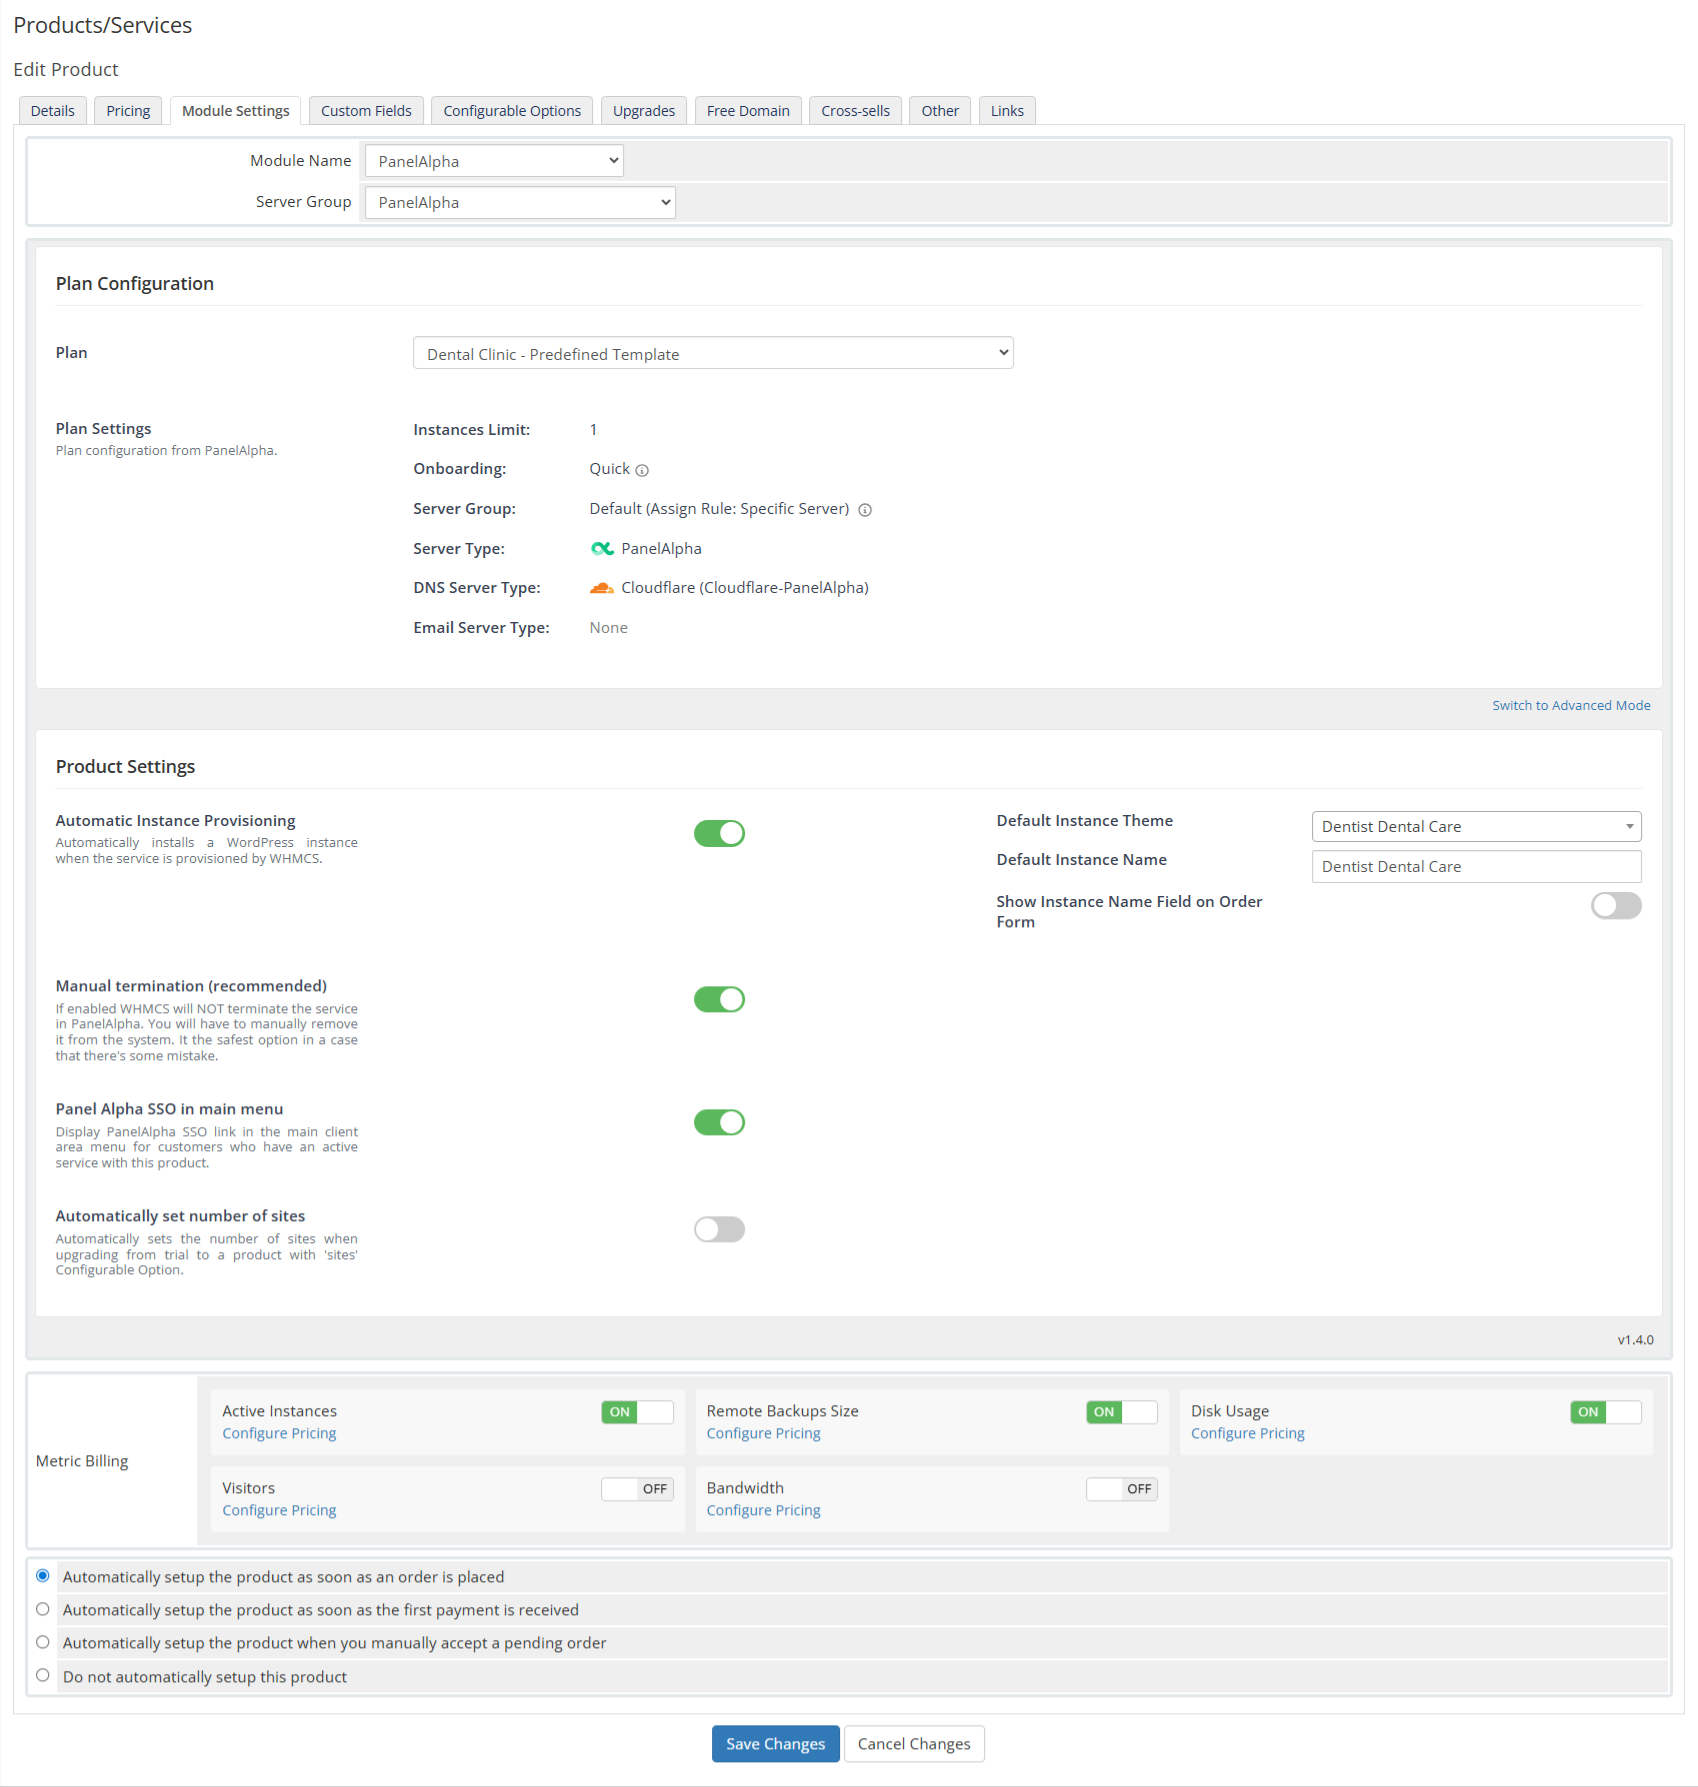 Products/Services
Edit Product
Details
Pricing
Module Settings
Custom Fields
Configurable Options
Upgrades
Free Domain
Cross-sells
Other
Links
Module Name
PanelAlpha
Server Group
PanelAlpha
Plan Configuration
Plan
Dental Clinic - Predefined Template
Plan Settings
Plan configuration from PanelAlpha.
Instances Limit:
1
Onboarding:
Quick
Server Group:
Default (Assign Rule: Specific Server)
Server Type:
PanelAlpha
DNS Server Type:
Cloudflare (Cloudflare-PanelAlpha)
Email Server Type:
None
Switch to Advanced Mode
Product Settings
Automatic Instance Provisioning
Automatically installs a WordPress instance
when the service is provisioned by WHMCS.
Default Instance Theme
Dentist Dental Care
Default Instance Name
Dentist Dental Care
Show Instance Name Field on Order
Form
Manual termination (recommended)
If enabled WHMCS will NOT terminate the service
in PanelAlpha. You will have to manually remove
it from the system. It the safest option in a case
that there's some mistake.
Panel Alpha SSO in main menu
Display PanelAlpha SSO link in the main client
area menu for customers who have an active
service with this product.
Automatically set number of sites
Automatically sets the number of sites when
upgrading from trial to a product with 'sites'
Configurable Option.
v1.4.0
Metric Billing
Active Instances
ON
Configure Pricing
Remote Backups Size
ON
Configure Pricing
Disk Usage
ON
Configure Pricing
Visitors
OFF
Configure Pricing
Bandwidth
OFF
Configure Pricing
Automatically setup the product as soon as an order is placed
Automatically setup the product as soon as the first payment is received
Automatically setup the product when you manually accept a pending order
Do not automatically setup this product
Save Changes
Cancel Changes